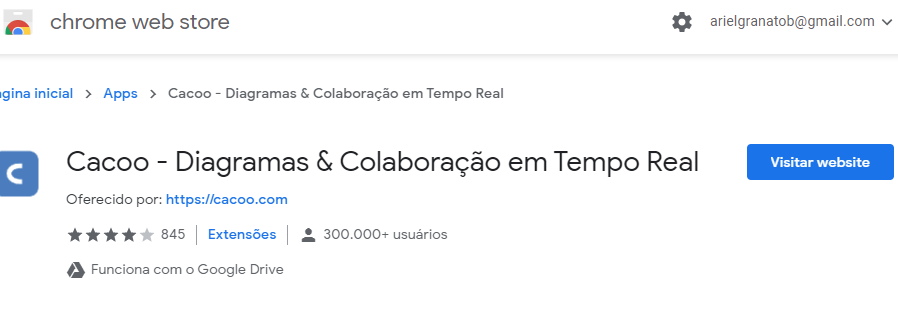 chrome web store
arielgranatob@gmail.com
ágina inicial > Apps > Cacoo - Diagramas & Colaboração em Tempo Real
Cacoo - Diagramas & Colaboração em Tempo Real
Visitar website
Oferecido por: https://cacoo.com
845 | Extensões | 300.000+ usuários
Funciona com o Google Drive